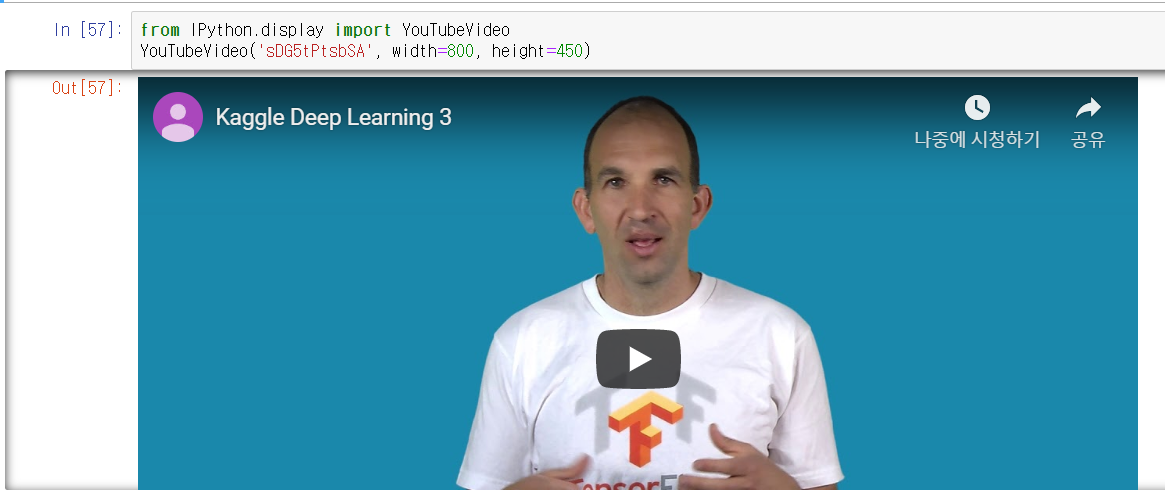 In [57]:
from IPython.display import YouTubeVideo
YouTubeVideo('sDG5tPtsbSA', width=800, height=450)
Out[57]:
Kaggle Deep Learning 3
나중에 시청하기
공유